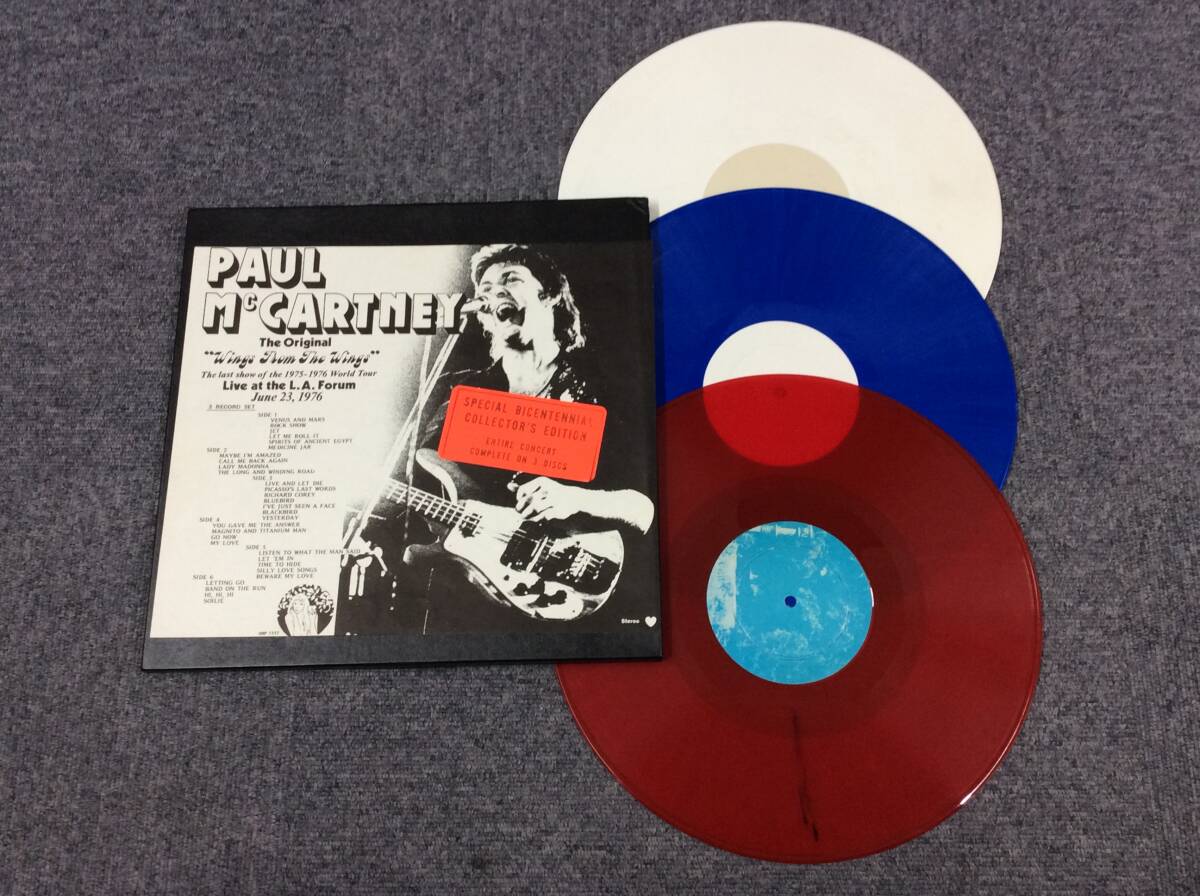 PAUL
McCARTNEY
The Original
"Wings From The Wings"
The last show of the 1975-1976 World Tour
Live at the L.A. Forum
June 23, 1976
3 RECORD SET
SIDE 1
VENUS AND MARS
ROCK SHOW
JET
LET ME ROLL IT
SPIRITS OF ANCIENT EGYPT
MEDICINE JAR
SIDE 2
MAYBE I'M AMAZED
CALL ME BACK AGAIN
LADY MADONNA
THE LONG AND WINDING ROAD
SIDE 3
LIVE AND LET DIE
PICASSO'S LAST WORDS
RICHARD COREY
BLUEBIRD
I'VE JUST SEEN A FACE
BLACKBIRD
YESTERDAY
SIDE 4
YOU GAVE ME THE ANSWER
MAGNITO AND TITANIUM MAN
GO NOW
MY LOVE
SIDE 5
LISTEN TO WHAT THE MAN SAID
LET 'EM IN
TIME TO HIDE
SILLY LOVE SONGS
BEWARE MY LOVE
SIDE 6
LETTING GO
BAND ON THE RUN
HI, HI, HI
SOILIE
SPECIAL BICENTENNIAL
COLLECTOR'S EDITION
ENTIRE CONCERT
COMPLETE ON 3 DISCS
Stereo